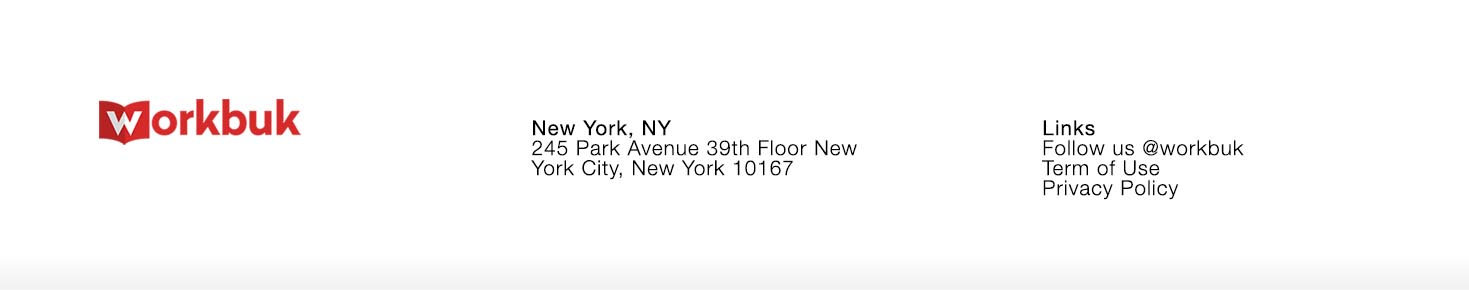 workbuk
New York, NY
245 Park Avenue 39th Floor New
York City, New York 10167
Links
Follow us @workbuk
Term of Use
Privacy Policy